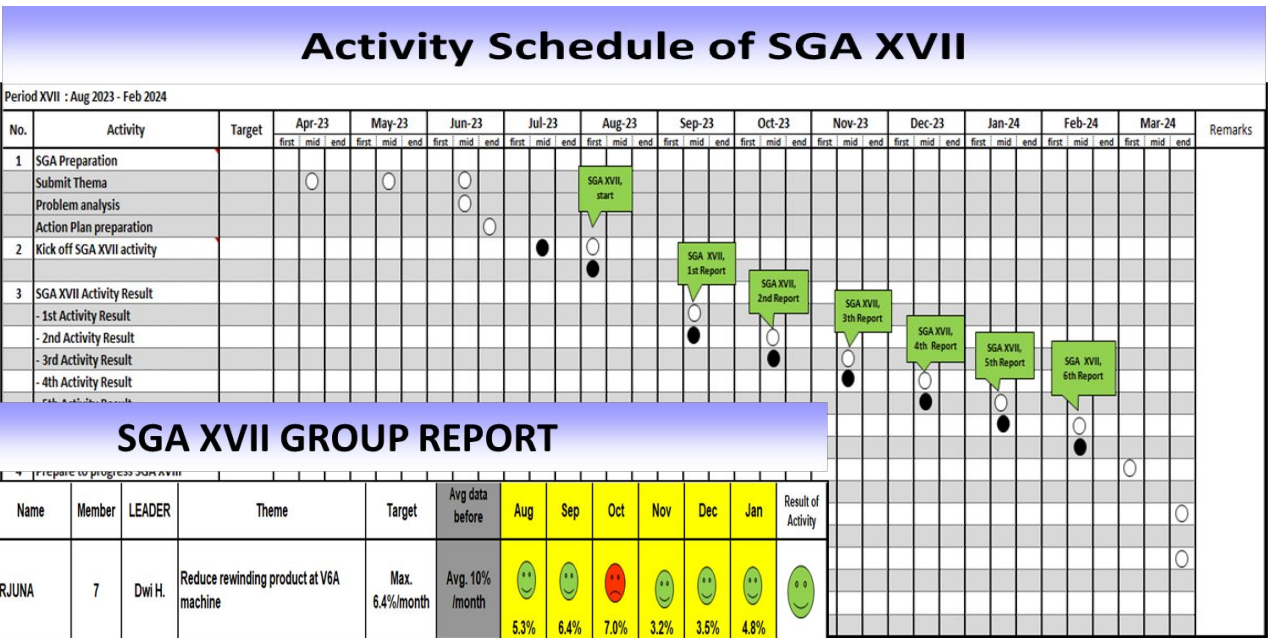 Activity Schedule of SGA XVII
Period XVII : Aug 2023 - Feb 2024
No. Activity Target Apr-23 May-23 Jun-23 Jul-23 Aug-23 Sep-23 Oct-23 Nov-23 Dec-23 Jan-24 Feb-24 Mar-24 Remarks
first mid end first mid end first mid end first mid end first mid end first mid end first mid end first mid end first mid end first mid end first mid end first mid end
1 SGA Preparation
Submit Thema
SGA XVII,
start
Problem analysis
Action Plan preparation
2 Kick off SGA XVII activity
SGA XVII,
1st Report
SGA XVII,
2nd Report
3 SGA XVII Activity Result
SGA XVII,
3th Report
- 1st Activity Result
- 2nd Activity Result
SGA XVII,
4th Report
- 3rd Activity Result
SGA XVII,
5th Report
- 4th Activity Result
SGA XVII,
6th Report
SGA XVII GROUP REPORT
Name Member LEADER Theme Target Avg data before Aug Sep Oct Nov Dec Jan Result of Activity
RJUNA 7 Dwi H. Reduce rewinding product at V6A machine Max. 6.4%/month Avg. 10% /month
5.3% 6.4% 7.0% 3.2% 3.5% 4.8%